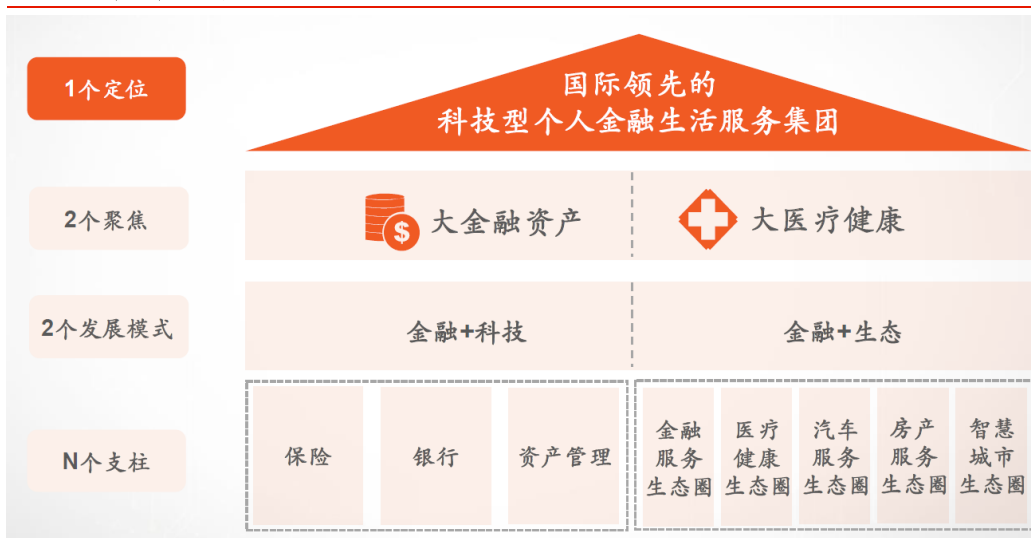 1个定位
国际领先的
科技型个人金融生活服务集团
2个聚焦
$
大金融资产
大医疗健康
2个发展模式
金融+科技
金融+生态
N个支柱
保险
银行
资产管理
金融
服务
生态圈
医疗
健康
生态圈
汽车
服务
生态圈
房产
服务
生态圈
智慧
城市
生态圈